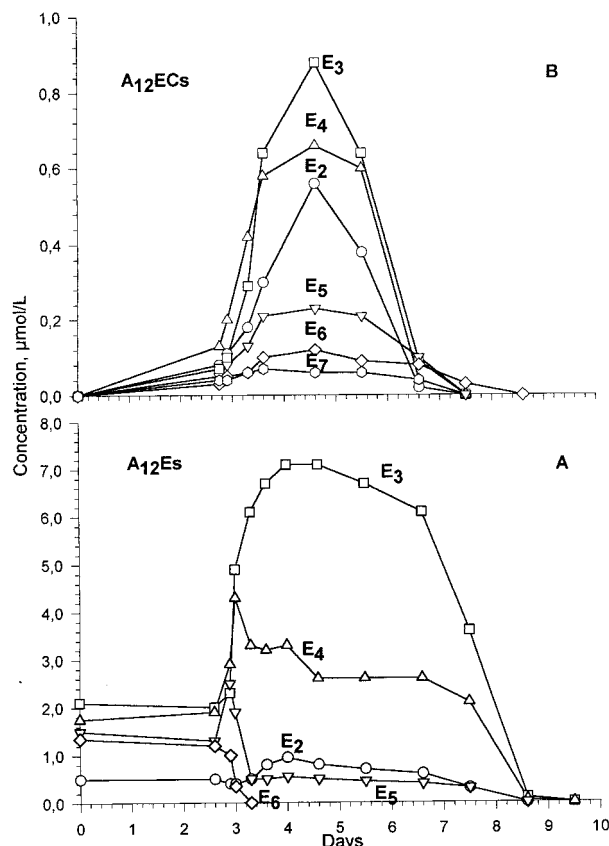 1,0
A12ECs
E3
B
0,8
E4
0,6
E2
0,4
E5
0,2
E6
E7
0,0
Concentration, µmol/L
8,0
A12Es
A
7,0
E3
6,0
5,0
4,0
E4
3,0
2,0
E2
1,0
E6
E5
0,0
0 1 2 3 4 5 6 7 8 9 10
Days